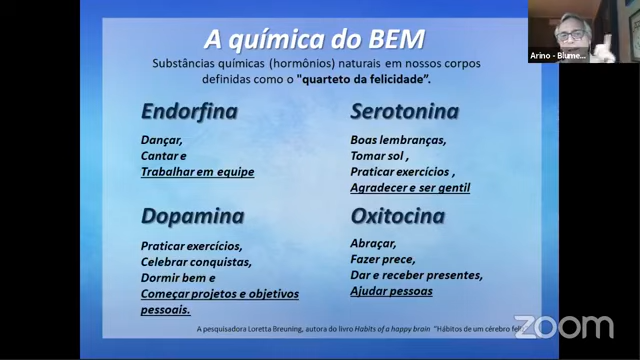 A química do BEM
Substâncias químicas (hormônios) naturais em nossos corpos
definidas como o "quarteto da felicidade".
Endorfina
Dançar,
Cantar e
Trabalhar em equipe
Serotonina
Boas lembranças,
Tomar sol ,
Praticar exercícios ,
Agradecer e ser gentil
Dopamina
Praticar exercícios,
Celebrar conquistas,
Dormir bem e
Começar projetos e objetivos
pessoais.
Oxitocina
Abraçar,
Fazer prece,
Dar e receber presentes,
Ajudar pessoas
A pesquisadora Loretta Breuning, autora do livro Habits of a happy brain "Hábitos de um cérebro
Arino - Blume...
zoom